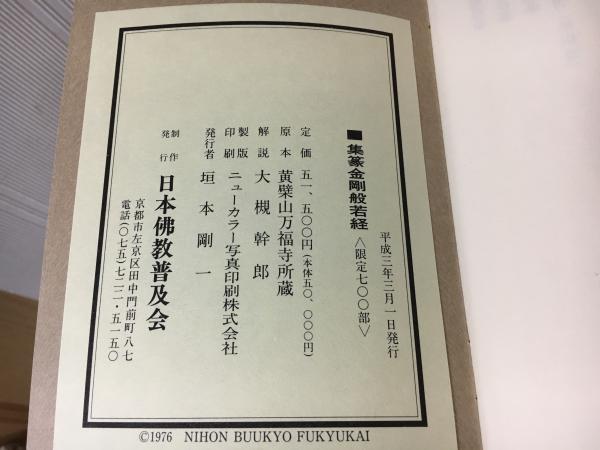 ■集篆金剛般若経
〈限定七〇〇部〉
平成三年三月一日発行
定価 五一、五〇〇円(本体五〇、〇〇〇円)
原本 黄檗山万福寺所蔵
解説 大槻幹郎
製版
印刷 ニューカラー写真印刷株式会社
発行者 垣本剛一
制作
発行 日本佛教普及会
京都市左京区田中門前町八七
電話(〇七五)七二二・五一五〇
©1976 NIHON BUUKYO FUKYUKAI